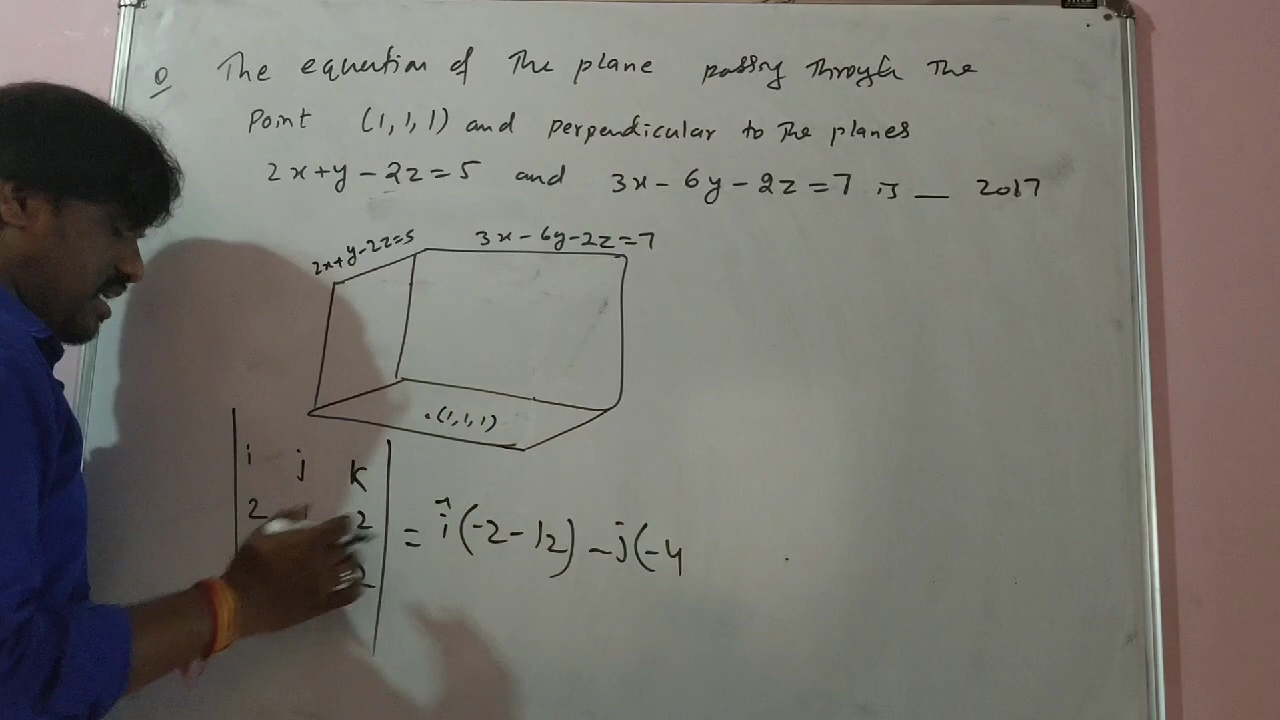 Q The equation of The plane passing Through The
Point (1,1,1) and perpendicular to The planes
2x+y-2z=5 and 3x-6y-2z=7 is __ 2017
2x+y-2z=5 3x-6y-2z=7
.(1,1,1)
i j k
2 -2
= i(-2-12)-j(-4